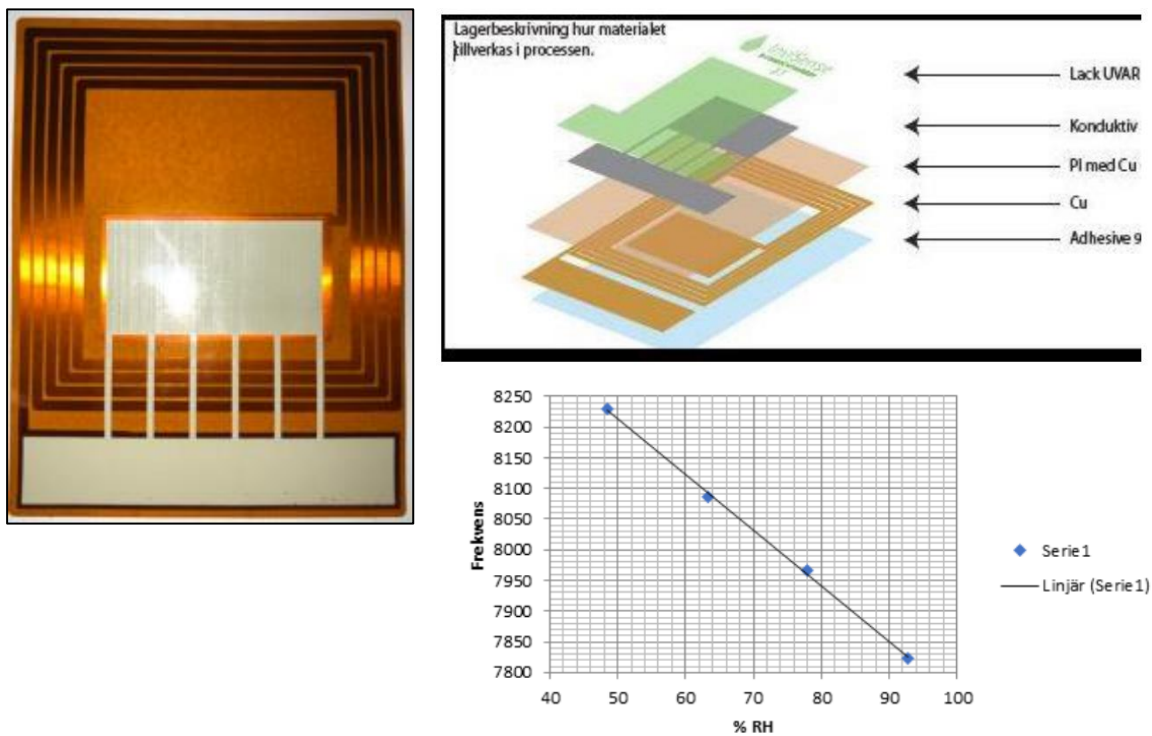 Lagerbeskrivning hur materialet
tillverkas i processen.
InviSense
Lack UVAR
Konduktiv
PI med Cu
Cu
Adhesive 9
8250
8200
8150
8100
8050
8000
7950
7900
7850
7800
Frekvens
40 50 60 70 80 90 100
% RH
Serie1
Linjär (Serie1)